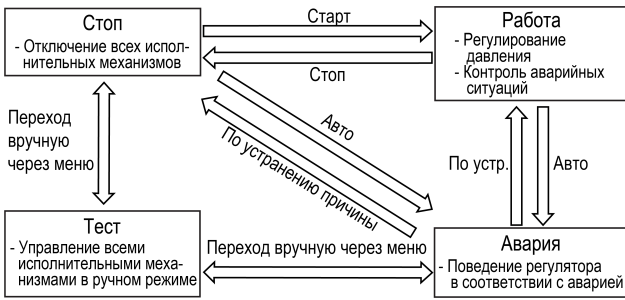 Стоп
- Отключение всех испол-
нительных механизмов
Старт
Стоп
Работа
- Регулирование
давления
- Контроль аварийных
ситуаций
Переход
вручную
через меню
Авто
По устранению причины
По устр.
Авто
Тест
- Управление всеми
исполнительными меха-
низмами в ручном режиме
Переход вручную через меню
Авария
- Поведение регулятора
в соответствии с аварией